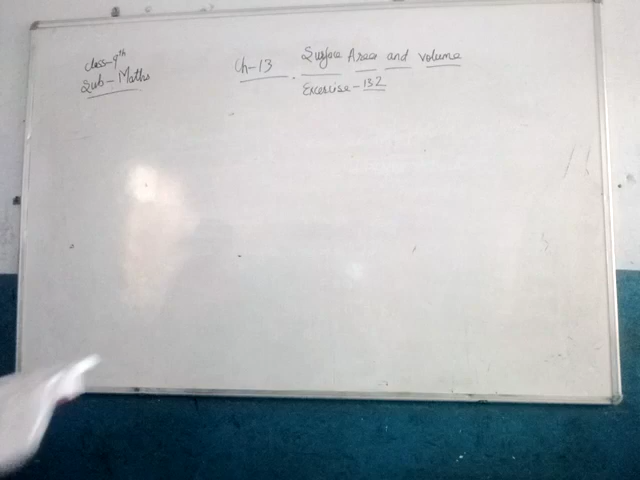 Class-9th
Sub-Maths
Ch-13 Surface Area and Volume
Excercise-13.2